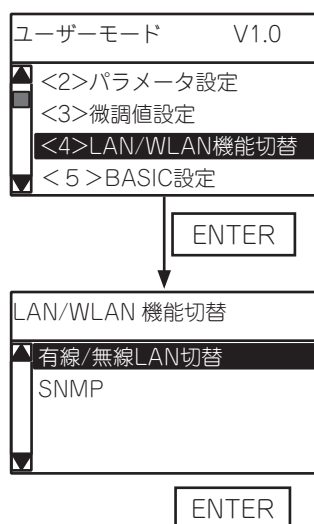 ユーザーモード V1.0
<2>パラメータ設定
<3>微調値設定
<4>LAN/WLAN機能切替
<５>BASIC設定
ENTER
LAN/WLAN 機能切替
有線/無線LAN切替
SNMP
ENTER